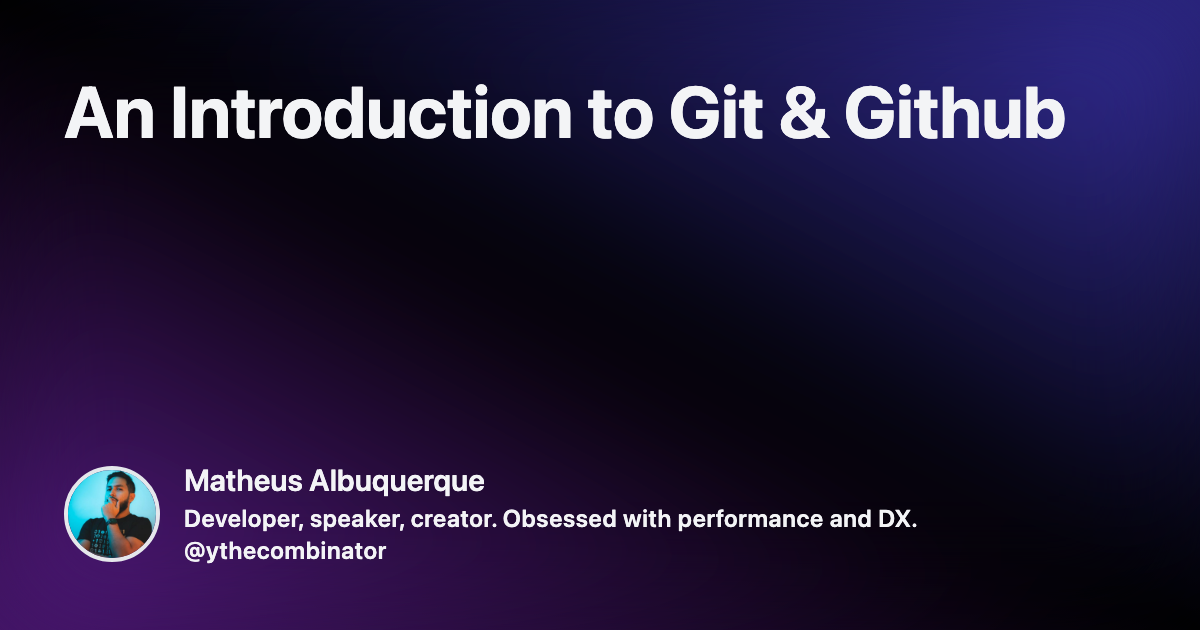 An Introduction to Git & Github
Matheus Albuquerque
Developer, speaker, creator. Obsessed with performance and DX.
@ythecombinator